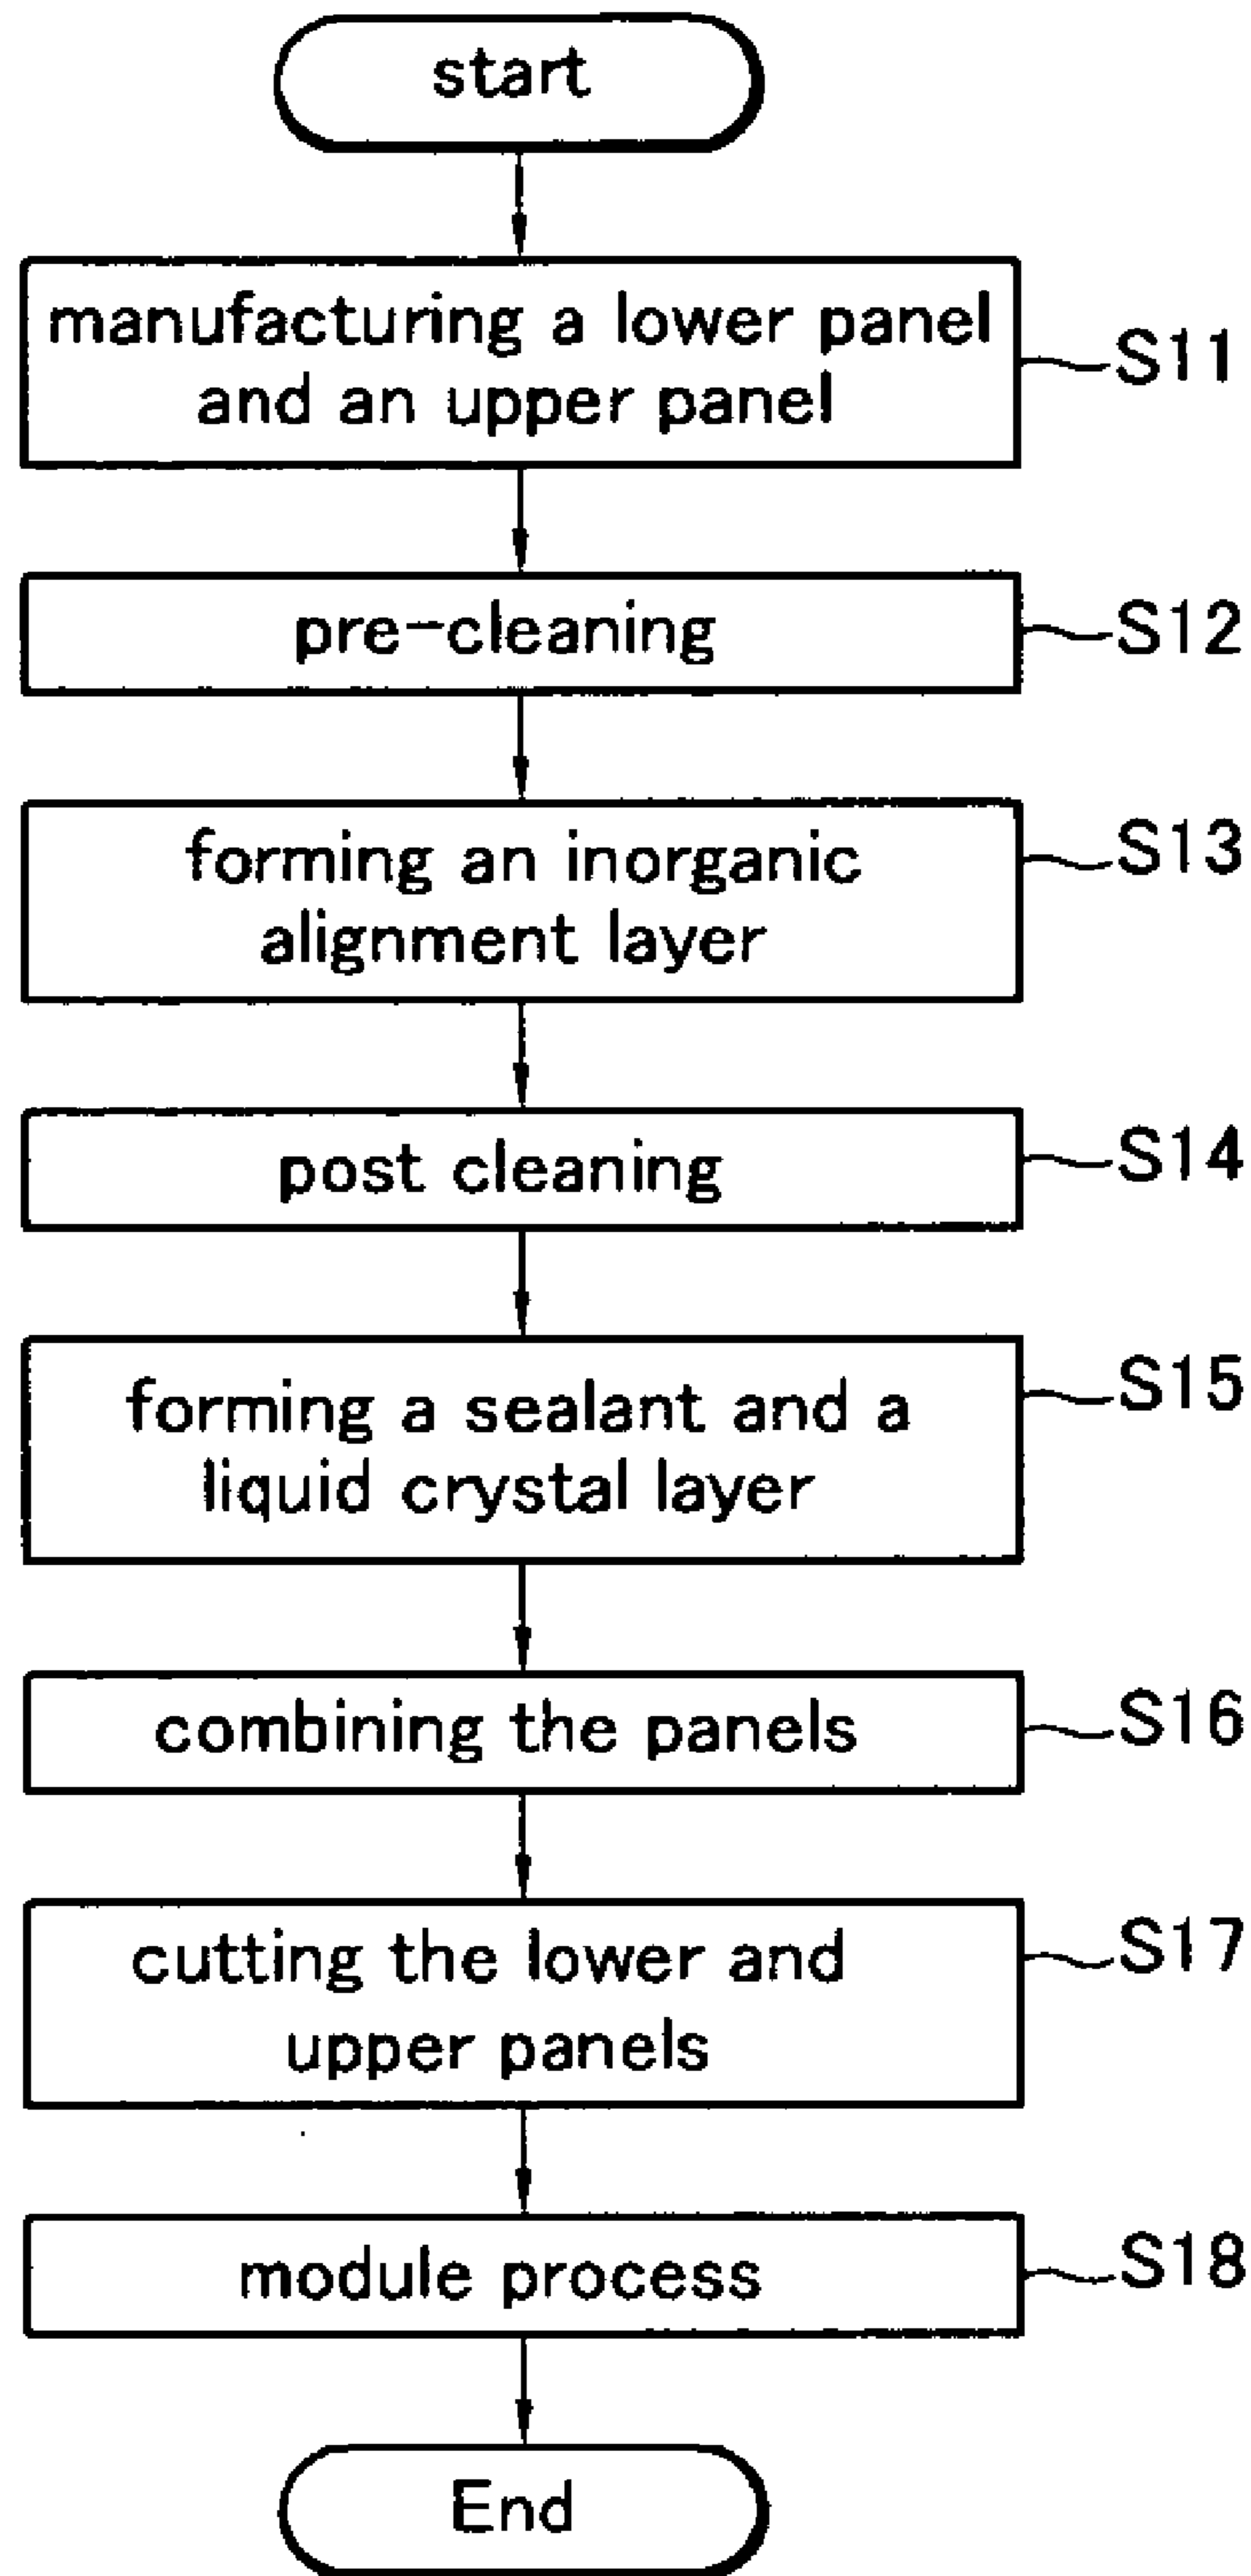 start
manufacturing a lower panel
and an upper panel
S11
pre-cleaning
S12
forming an inorganic
alignment layer
S13
post cleaning
S14
forming a sealant and a
liquid crystal layer
S15
combining the panels
S16
cutting the lower and
upper panels
S17
module process
S18
End